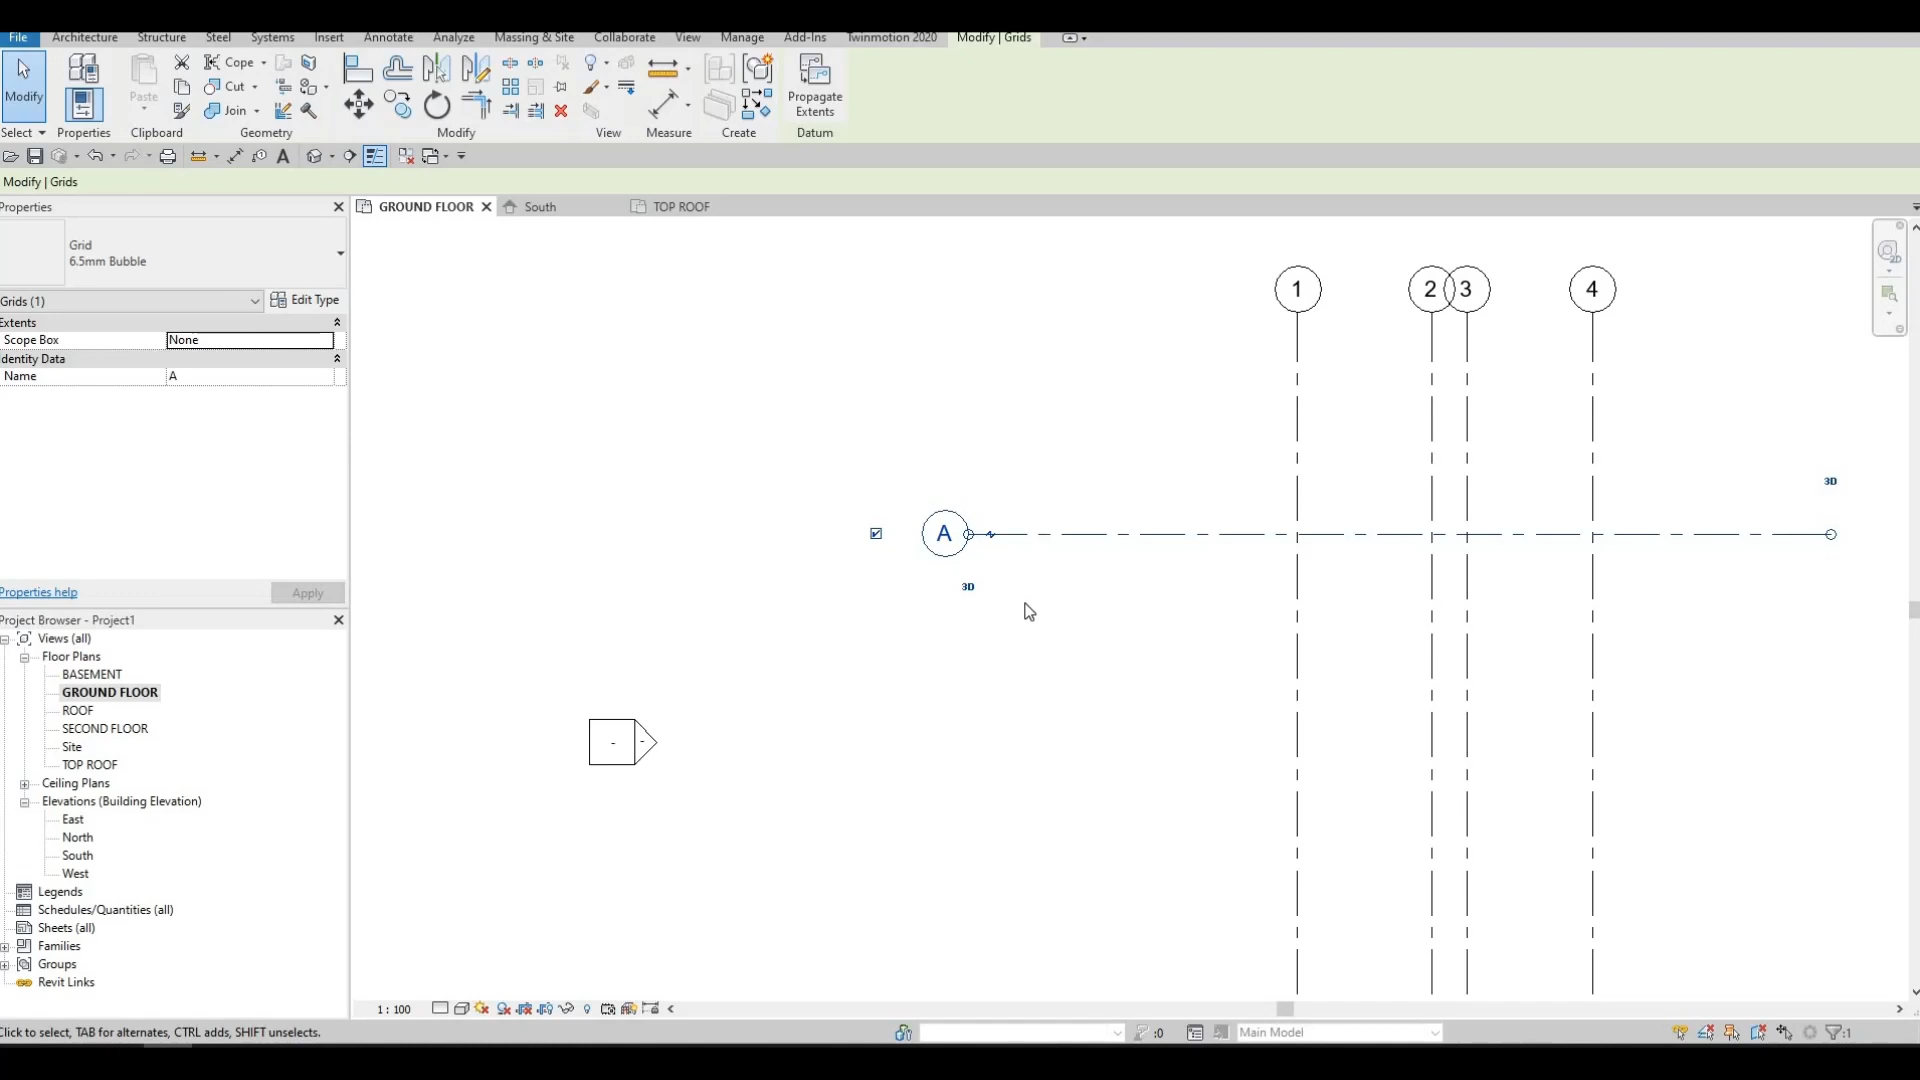 File Architecture Structure Steel Systems Insert Annotate Analyze Massing & Site Collaborate View Manage Add-Ins Twinmotion 2020 Modify | Grids
Modify Paste Cope Cut Join Propagate Extents
Select Properties Clipboard Geometry Modify View Measure Create Datum
Modify | Grids
Properties
GROUND FLOOR South TOP ROOF
Grid
6.5mm Bubble
Grids (1) Edit Type
Extents
Scope Box None
dentity Data
Name A
Properties help Apply
Project Browser - Project1
Views (all)
Floor Plans
BASEMENT
GROUND FLOOR
ROOF
SECOND FLOOR
Site
TOP ROOF
Ceiling Plans
Elevations (Building Elevation)
East
North
South
West
Legends
Schedules/Quantities (all)
Sheets (all)
Families
Groups
Revit Links
1 2 3 4
3D
A
3D
2D
- -
1 : 100
Click to select, TAB for alternates, CTRL adds, SHIFT unselects. :0 Main Model :1